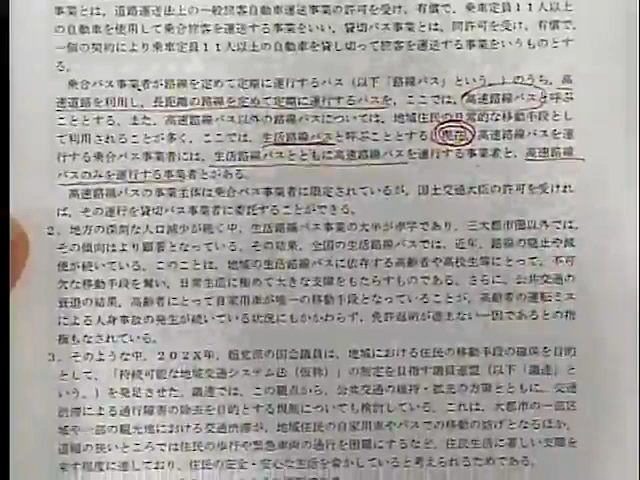 事業とは、道路運送法上の一般旅客自動車運送事業の許可を受け、有償で、乗車定員11人以上
の自動車を使用して乗合旅客を運送する事業をいい、貸切バス事業とは、同許可を受け、有償で、
一個の契約により乗車定員11人以上の自動車を貸し切って旅客を運送する事業をいうものとす
る。
乗合バス事業者が路線を定めて定期に運行するバス(以下「路線バス」という。)のうち、高
速道路を利用し、長距離の路線を定めて定期に運行するバスを、ここでは、高速路線バスと呼ぶ
こととする。また、高速路線バス以外の路線バスについては、地域住民の日常的な移動手段とし
て利用されることが多く、ここでは、生活路線バスと呼ぶこととする。現在、高速路線バスを運
行する乗合バス事業者には、生活路線バスとともに高速路線バスを運行する事業者と、高速路線
バスのみを運行する事業者とがある。
高速路線バスの事業主体は乗合バス事業者に限定されているが、国土交通大臣の許可を受けれ
ば、その運行を貸切バス事業者に委託することができる。
2.地方の深刻な人口減少が続く中、生活路線バス事業者の大半が赤字であり、三大都市圏以外では、
その傾向はより顕著となっている。その結果、全国の生活路線バスでは、近年、路線の廃止や減
便が続いている。このことは、地域の生活路線バスに依存する高齢者や高校生等にとって、不可
欠な移動手段を奪い、日常生活に極めて大きな支障をもたらすものである。さらに、公共交通の
衰退の結果、高齢者にとって自家用車が唯一の移動手段となっていることが、高齢者の運転ミス
による人身事故の発生が続いている状況にもかかわらず、免許返納が進まない一因であるとの指
摘もなされている。
3.そのような中、202X年、超党派の国会議員は、地域における住民の移動手段の確保を目的
として、「持続可能な地域交通システム法(仮称)」の制定を目指す議員連盟(以下「議連」とい
う。)を発足させた。議連では、この観点から、公共交通の維持・拡充の方策とともに、交通
渋滞による通行障害の除去を目的とする規制についても検討している。これは、大都市の一部区
域や一部の観光地における交通渋滞が、地域住民の自家用車やバスでの移動の妨げとなるほか、
道幅の狭いところでは住民の歩行や緊急車両の通行を困難にするなど、住民生活に著しい支障を
来す程度に達しており、住民の安全・安心な生活を脅かしていると考えられるためである。